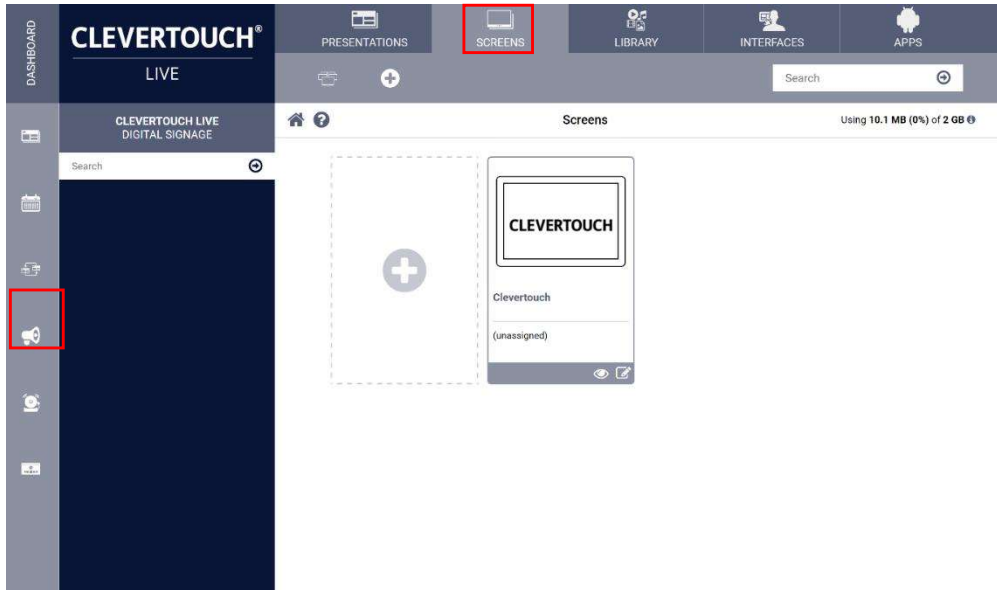 DASHBOARD
CLEVERTOUCH®
LIVE
PRESENTATIONS
SCREENS
LIBRARY
INTERFACES
APPS
Search
CLEVERTOUCH LIVE
DIGITAL SIGNAGE
Search
Screens
Using 10.1 MB (0%) of 2 GB
CLEVERTOUCH
Clevertouch
(unassigned)